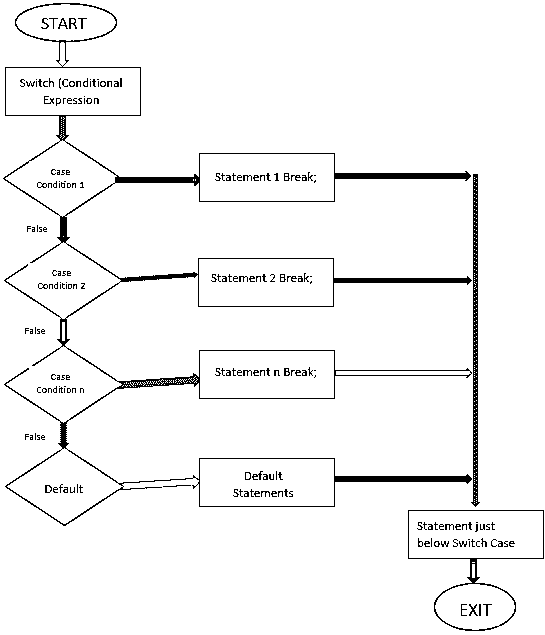 START
Switch (Conditional
Expression
Case
Condition 1
Statement 1 Break;
False
Case
Condition 2
Statement 2 Break;
False
Case
Condition n
Statement n Break;
False
Default
Default
Statements
Statement just
below Switch Case
EXIT